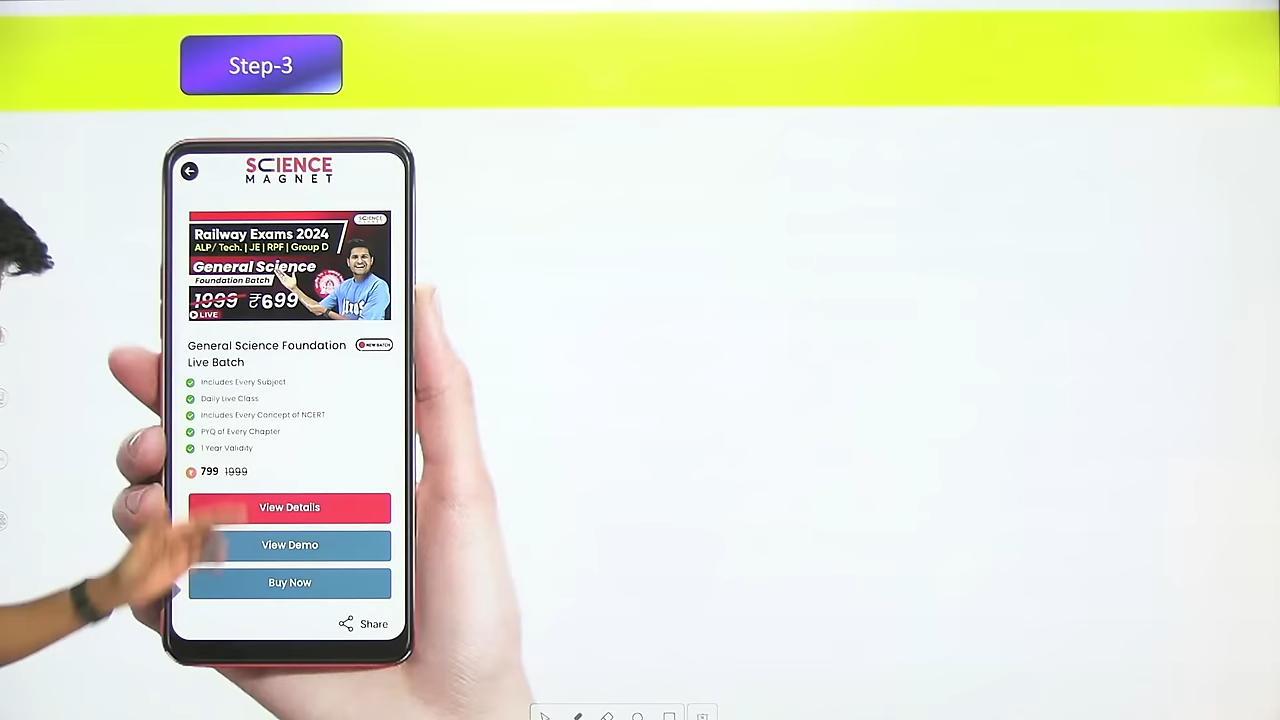 Step-3
SCIENCE
MAGNET
SCIENCE
Railway Exams 2024
ALP/ Tech. | JE | RPF | Group D
General Science
Foundation Batch
1999 ₹699
LIVE
General Science Foundation
NEW BATCH
Live Batch
Includes Every Subject
Daily Live Class
Includes Every Concept of NCERT
PYQ of Every Chapter
1 Year Validity
₹ 799 1999
View Details
View Demo
Buy Now
Share